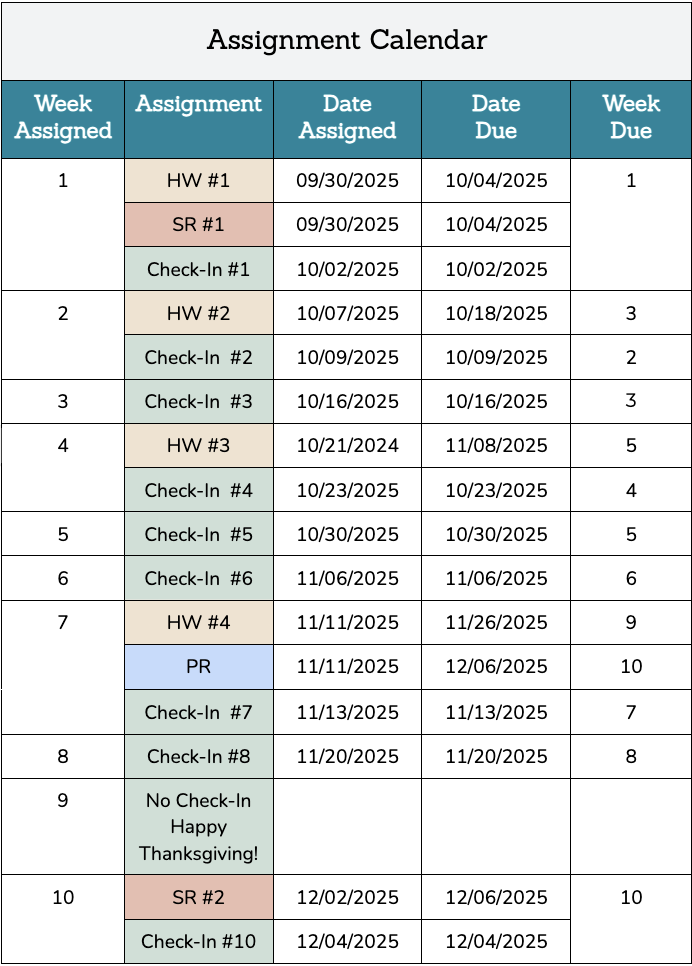 Assignment Calendar
Week Assigned Assignment Date Assigned Date Due Week Due
1 HW #1 09/30/2025 10/04/2025 1
SR #1 09/30/2025 10/04/2025
Check-In #1 10/02/2025 10/02/2025
2 HW #2 10/07/2025 10/18/2025 3
Check-In #2 10/09/2025 10/09/2025 2
3 Check-In #3 10/16/2025 10/16/2025 3
4 HW #3 10/21/2024 11/08/2025 5
Check-In #4 10/23/2025 10/23/2025 4
5 Check-In #5 10/30/2025 10/30/2025 5
6 Check-In #6 11/06/2025 11/06/2025 6
7 HW #4 11/11/2025 11/26/2025 9
PR 11/11/2025 12/06/2025 10
Check-In #7 11/13/2025 11/13/2025 7
8 Check-In #8 11/20/2025 11/20/2025 8
9 No Check-In
Happy
Thanksgiving!
10 SR #2 12/02/2025 12/06/2025 10
Check-In #10 12/04/2025 12/04/2025